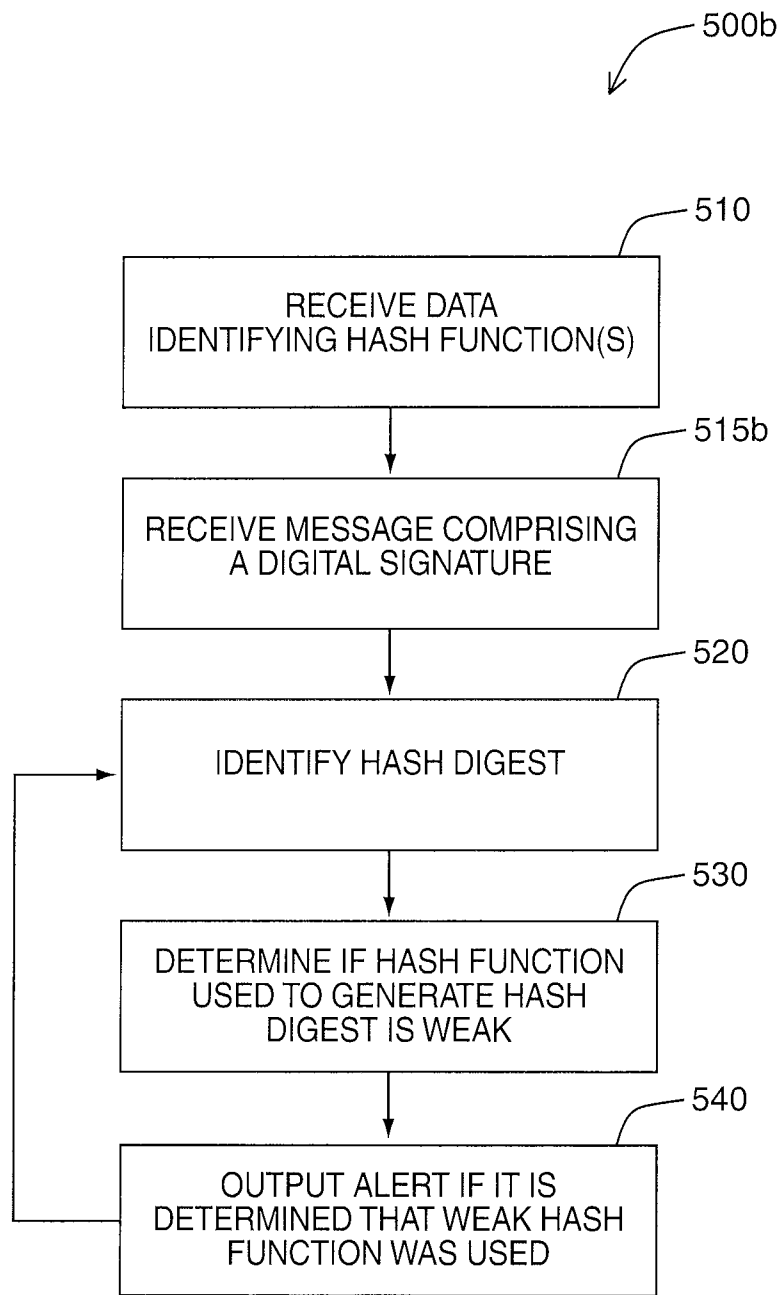 500b
510
RECEIVE DATA
IDENTIFYING HASH FUNCTION(S)
515b
RECEIVE MESSAGE COMPRISING
A DIGITAL SIGNATURE
520
IDENTIFY HASH DIGEST
530
DETERMINE IF HASH FUNCTION
USED TO GENERATE HASH
DIGEST IS WEAK
540
OUTPUT ALERT IF IT IS
DETERMINED THAT WEAK HASH
FUNCTION WAS USED